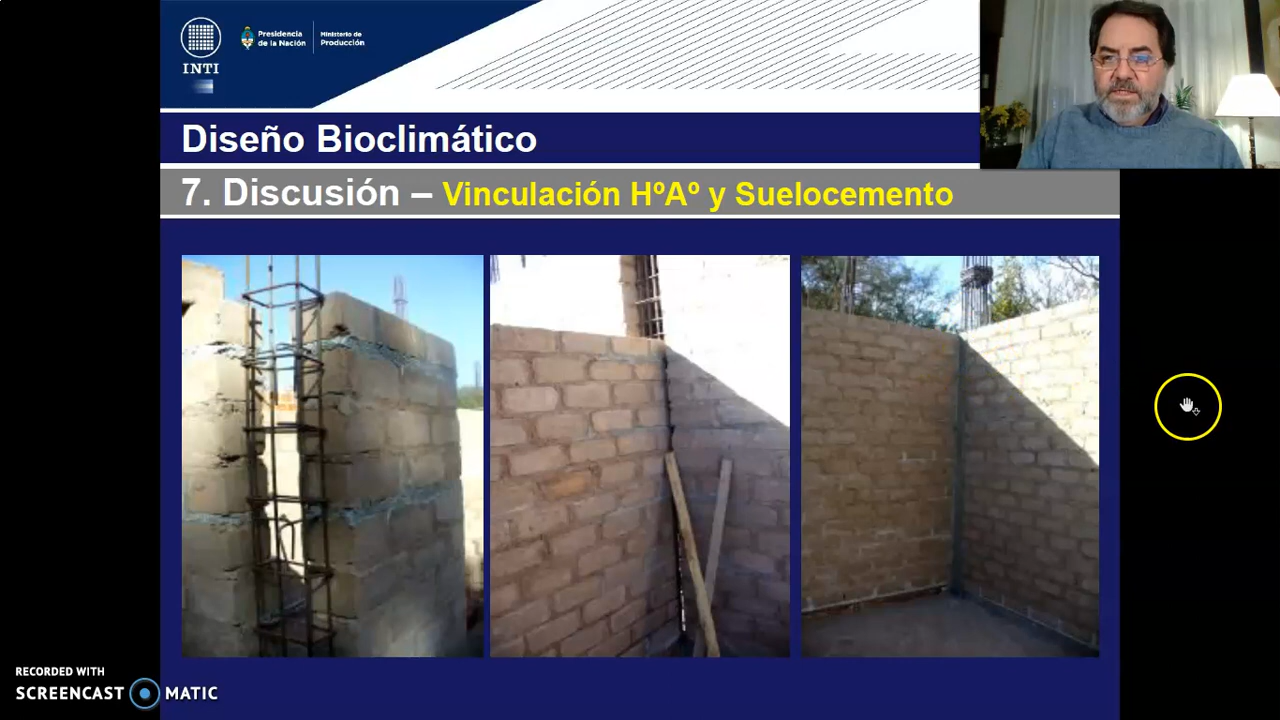 INTI
Presidencia
de la Nación
Ministerio de
Producción
Diseño Bioclimático
7. Discusión – Vinculación HºAº y Suelocemento
RECORDED WITH
SCREENCAST MATIC